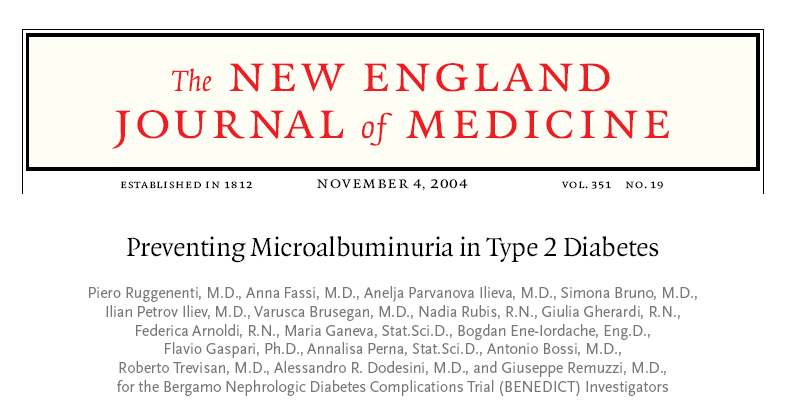 The NEW ENGLAND
JOURNAL of MEDICINE
ESTABLISHED IN 1812 NOVEMBER 4, 2004 VOL. 351 NO. 19
Preventing Microalbuminuria in Type 2 Diabetes
Piero Ruggenenti, M.D., Anna Fassi, M.D., Anelja Parvanova Ilieva, M.D., Simona Bruno, M.D.,
Ilian Petrov Iliev, M.D., Varusca Brusegan, M.D., Nadia Rubis, R.N., Giulia Gherardi, R.N.,
Federica Arnoldi, R.N., Maria Ganeva, Stat.Sci.D., Bogdan Ene-Iordache, Eng.D.,
Flavio Gaspari, Ph.D., Annalisa Perna, Stat.Sci.D., Antonio Bossi, M.D.,
Roberto Trevisan, M.D., Alessandro R. Dodesini, M.D., and Giuseppe Remuzzi, M.D.,
for the Bergamo Nephrologic Diabetes Complications Trial (BENEDICT) Investigators